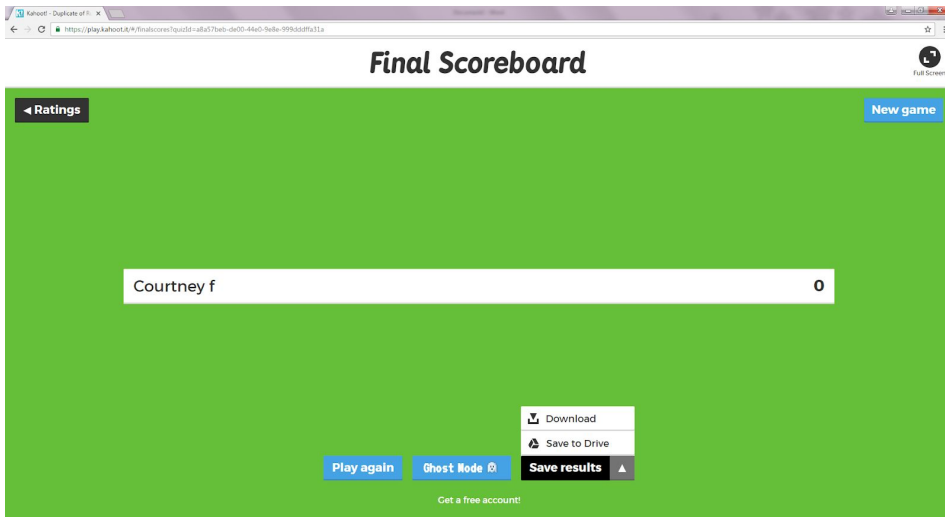 Kahoot! - Duplicate of
https://play.kahoot.it/#/finalscores?quizId=a8a57beb-de00-44e0-9e8e-999dddffa31a
Final Scoreboard
Full Screen
Ratings
New game
Courtney f
0
Download
Save to Drive
Play again
Ghost Mode
Save results
Get a free account!